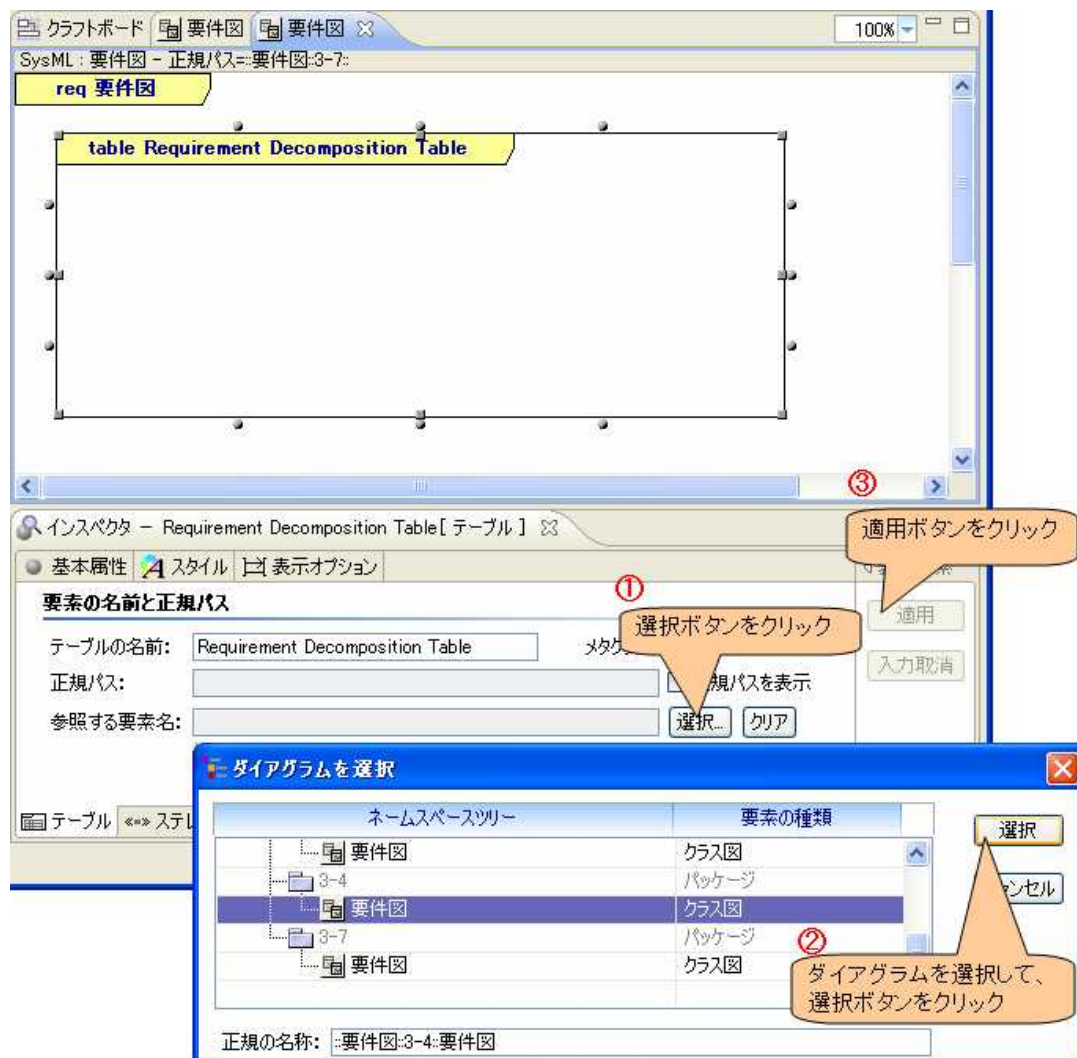 クラフトボード 要件図 要件図
100%
SysML : 要件図 - 正規パス=::要件図::3-7::
req 要件図
table Requirement Decomposition Table
③
インスペクタ - Requirement Decomposition Table[ テーブル ]
適用ボタンをクリック
基本属性 スタイル 表示オプション
要素の名前と正規パス
①
選択ボタンをクリック
適用
テーブルの名前: Requirement Decomposition Table
入力取消
正規パス: 規パスを表示
参照する要素名: 選択... クリア
ダイアグラムを選択
テーブル «=» ステレ
ネームスペースツリー 要素の種類
選択
要件図 クラス図
3-4 パッケージ
ンセル
要件図 クラス図
3-7 パッケージ
②
要件図 クラス図
ダイアグラムを選択して、
選択ボタンをクリック
正規の名称: ::要件図::3-4::要件図